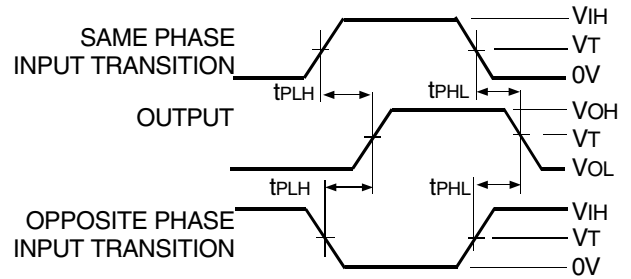 SAME PHASE
INPUT TRANSITION
VIH
VT
0V
tPLH
tPHL
OUTPUT
VOH
VT
VOL
tPLH
tPHL
OPPOSITE PHASE
INPUT TRANSITION
VIH
VT
0V